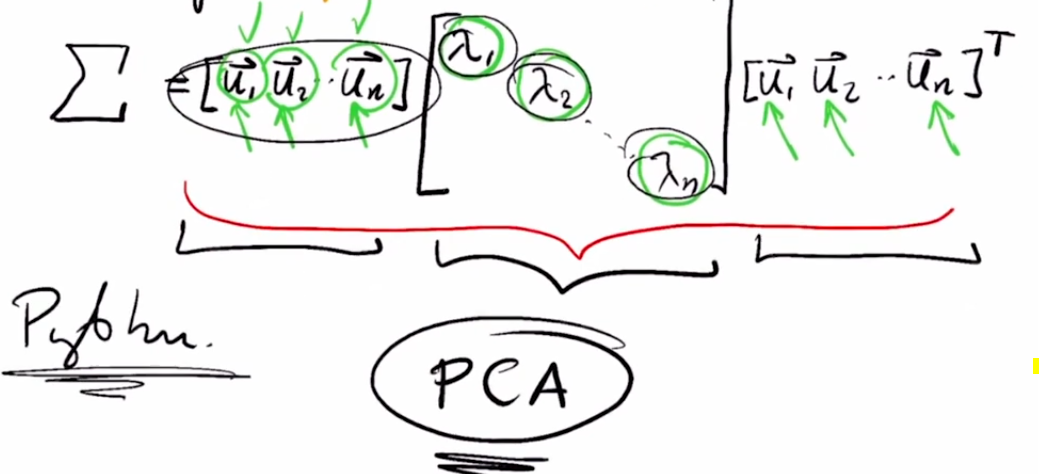 Σ = [u⃗₁ u⃗₂ ·· u⃗ₙ] [λ₁ λ₂ ·.. λₙ] [u⃗₁ u⃗₂ ·· u⃗ₙ]ᵀ
Python.
PCA